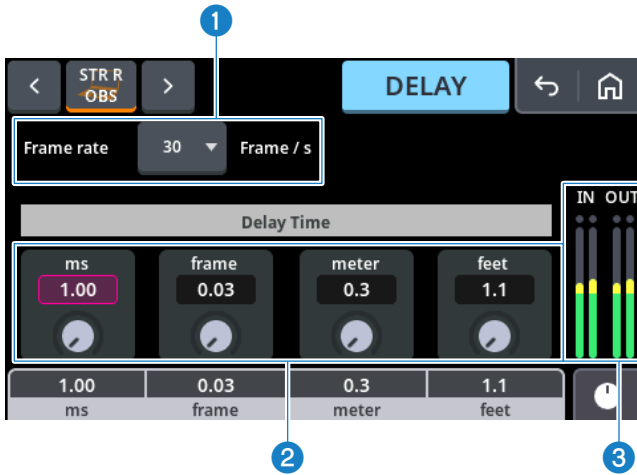 1
STR R
OBS
DELAY
Frame rate 30 Frame / s
IN OUT
Delay Time
ms frame meter feet
1.00 0.03 0.3 1.1
1.00 0.03 0.3 1.1
ms frame meter feet
2 3